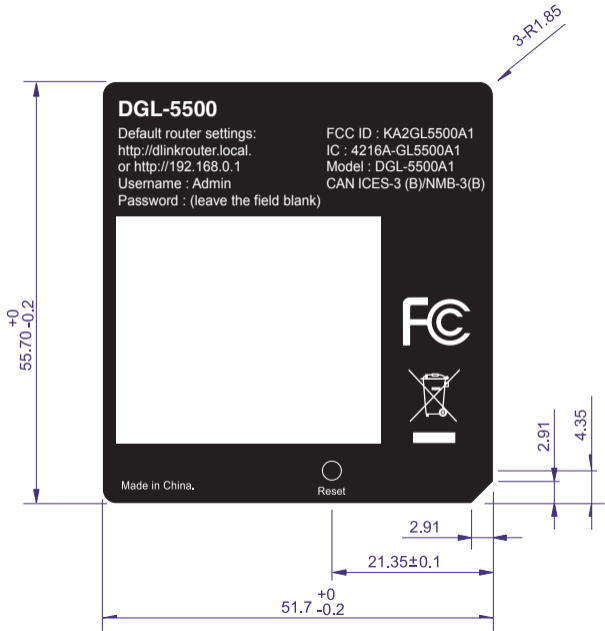 3-R1.85
DGL-5500
Default router settings:
http://dlinkrouter.local.
or http://192.168.0.1
Username : Admin
Password : (leave the field blank)
FCC ID : KA2GL5500A1
IC : 4216A-GL5500A1
Model : DGL-5500A1
CAN ICES-3 (B)/NMB-3(B)
55.70 +0 -0.2
FC
2.91
4.35
Made in China.
Reset
2.91
21.35±0.1
51.7 +0 -0.2